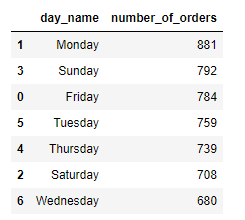 day_name number_of_orders
1 Monday 881
3 Sunday 792
0 Friday 784
5 Tuesday 759
4 Thursday 739
2 Saturday 708
6 Wednesday 680